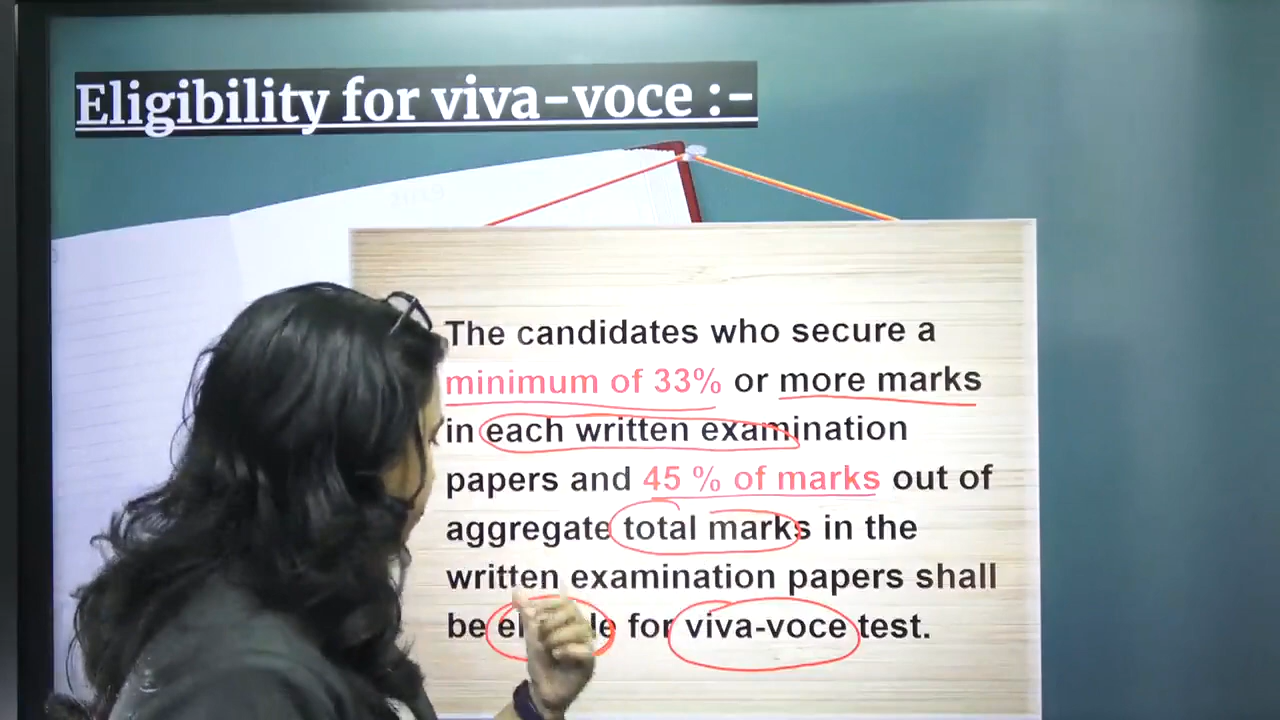 Eligibility for viva-voce :-
2019
The candidates who secure a
minimum of 33% or more marks
in each written examination
papers and 45 % of marks out of
aggregate total marks in the
written examination papers shall
be for viva-voce test.